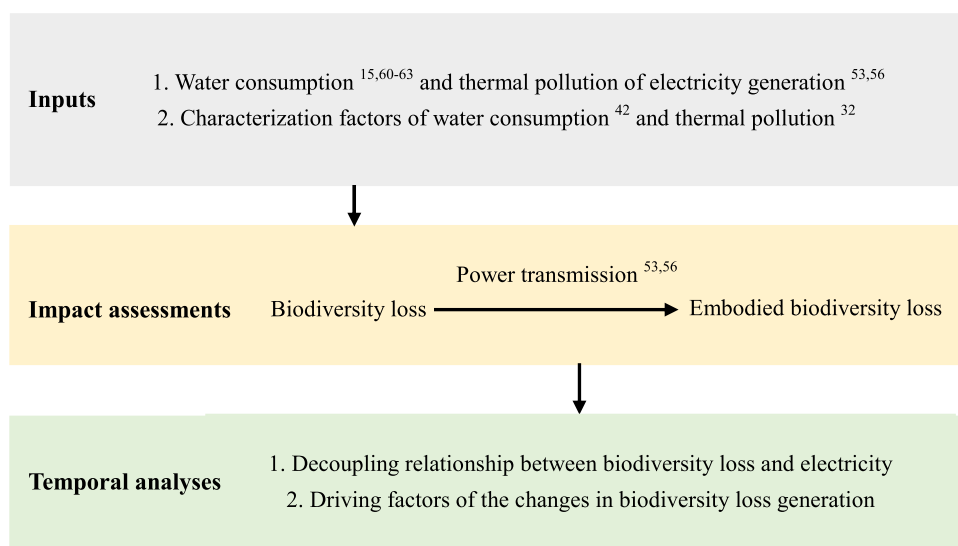 Inputs
1. Water consumption 15,60-63 and thermal pollution of electricity generation 53,56
2. Characterization factors of water consumption 42 and thermal pollution 32
Power transmission 53,56
Impact assessments
Biodiversity loss
Embodied biodiversity loss
Temporal analyses
1. Decoupling relationship between biodiversity loss and electricity
2. Driving factors of the changes in biodiversity loss generation